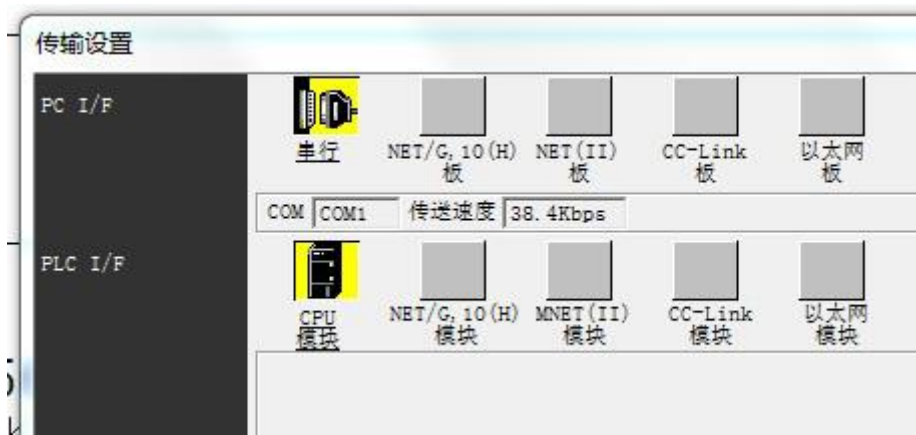 传输设置
PC I/F
串行
NET/G,10(H)
板
NET(II)
板
CC-Link
板
以太网
板
COM COM1 传送速度 38.4Kbps
PLC I/F
CPU
模块
NET/G,10(H)
模块
MNET(II)
模块
CC-Link
模块
以太网
模块